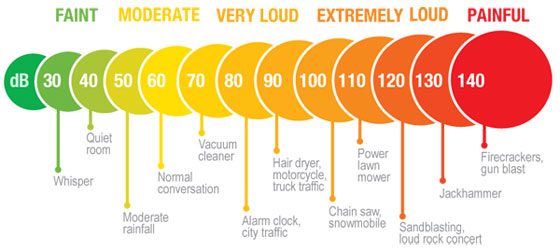 FAINT MODERATE VERY LOUD EXTREMELY LOUD PAINFUL
dB 30 40 50 60 70 80 90 100 110 120 130 140
Whisper
Quiet
room
Moderate
rainfall
Normal
conversation
Vacuum
cleaner
Alarm clock,
city traffic
Hair dryer,
motorcycle,
truck traffic
Chain saw,
snowmobile
Power
lawn
mower
Sandblasting,
loud rock concert
Jackhammer
Firecrackers,
gun blast